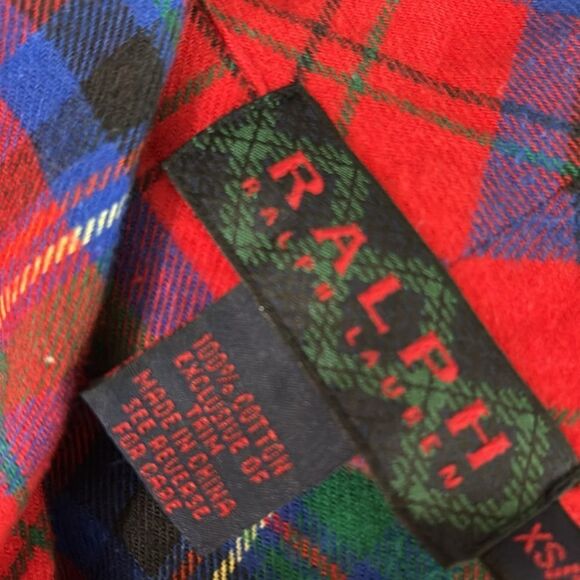 RALPH
RALPH LAUREN
XS/
100% COTTON
EXCLUSIVE OF
TRIM
MADE IN CHINA
SEE REVERSE
FOR CARE